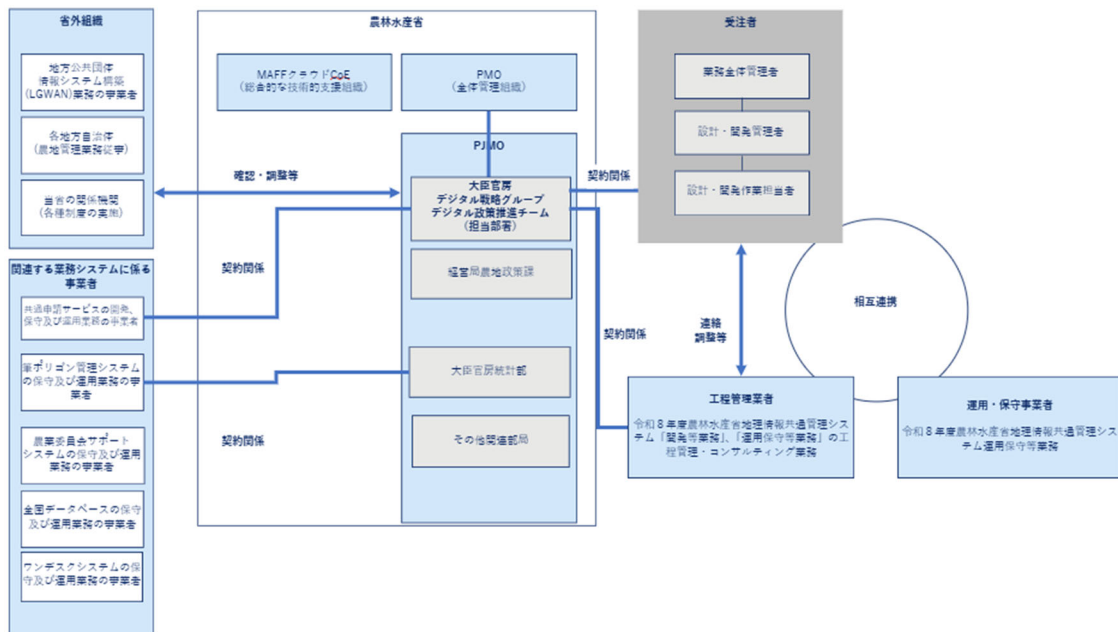 省外組織
地方公共団体
情報システム構築
(LGWAN)業務の事業者
各地方自治体
(農地管理業務従事)
当省の関係機関
(各種制度の実施)
関連する業務システムに係る
事業者
共通申請サービスの開発、
保守及び運用業務の事業者
筆ポリゴン管理システム
の保守及び運用業務の事
業者
農業委員会サポート
システムの保守及び運用
業務の事業者
全国データベースの保守
及び運用業務の事業者
ワンデスクシステムの保
守及び運用業務の事業者
農林水産省
MAFFクラウドCoE
(総合的な技術的支援組織)
PMO
(全体管理組織)
PJMO
大臣官房
デジタル戦略グループ
デジタル政策推進チーム
(担当部署)
経営局農地政策課
大臣官房統計部
その他関連部局
確認・調整等
契約関係
契約関係
契約関係
契約関係
受注者
業務全体管理者
設計・開発管理者
設計・開発作業担当者
連絡
調整等
相互連携
工程管理業者
令和8年度農林水産省地理情報共通管理シス
テム「開発等業務」、「運用保守等業務」の工
程管理・コンサルティング業務
運用・保守事業者
令和8年度農林水産省地理情報共通管理シス
テム運用保守等業務